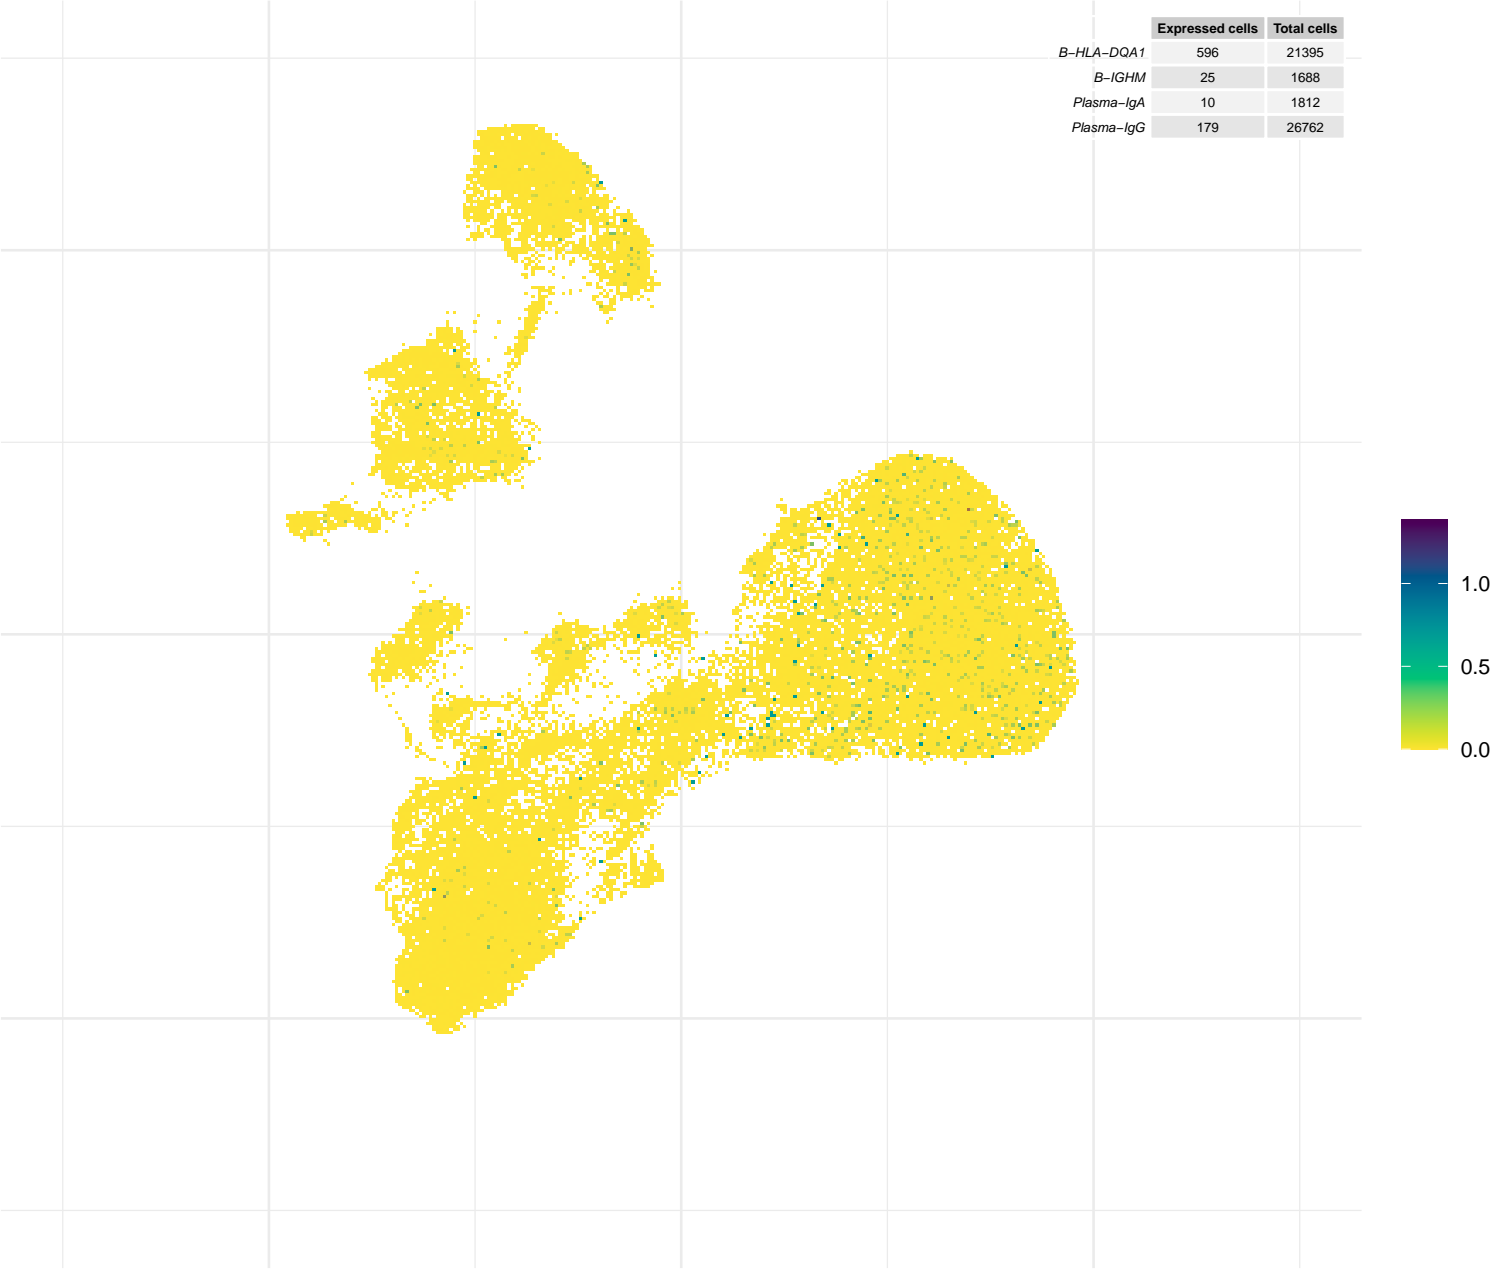 Expressed cells Total cells
B−HLA−DQA1 596 21395
B−IGHM 25 1688
Plasma−IgA 10 1812
Plasma−IgG 179 26762
1.0
0.5
0.0